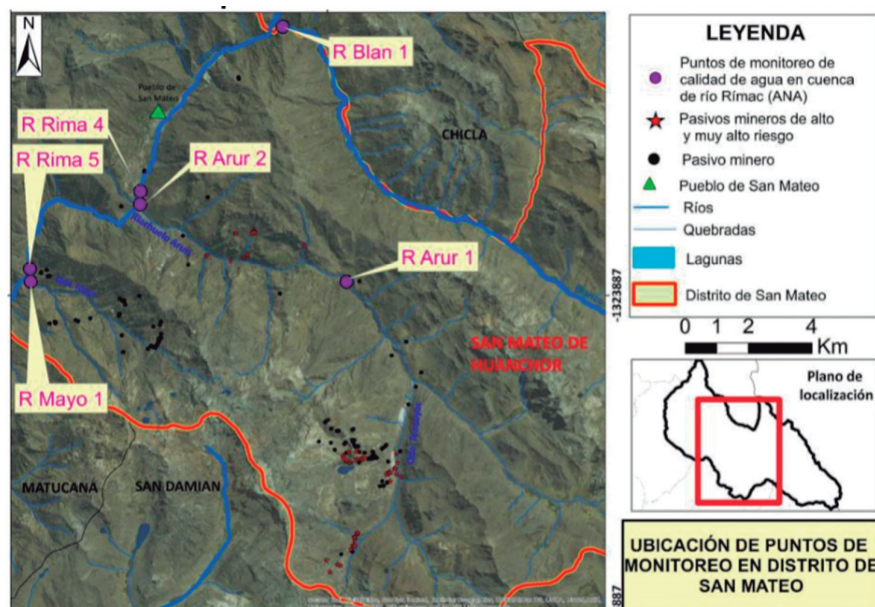 N
R Blan 1
Pueblo de
San Mateo
R Rima 4
R Rima 5
R Arur 2
CHICLA
Riachuelo Aruri
R Arur 1
SAN MATEO DE
HUANCHOR
R Mayo 1
MATUCANA
SAN DAMIAN
-1323887
887
LEYENDA
Puntos de monitoreo de
calidad de agua en cuenca
de río Rímac (ANA)
Pasivos mineros de alto
y muy alto riesgo
Pasivo minero
Pueblo de San Mateo
Ríos
Quebradas
Lagunas
Distrito de San Mateo
0 2 4
Km
Plano de
localización
UBICACIÓN DE PUNTOS DE
MONITOREO EN DISTRITO DE
SAN MATEO